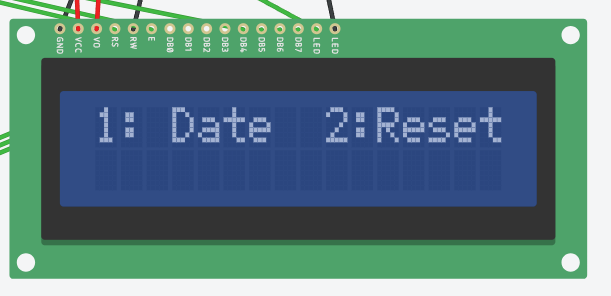 GND VCC VO RS RW E DB0 DB1 DB2 DB3 DB4 DB5 DB6 DB7 LED LED
1: Date  2:Reset